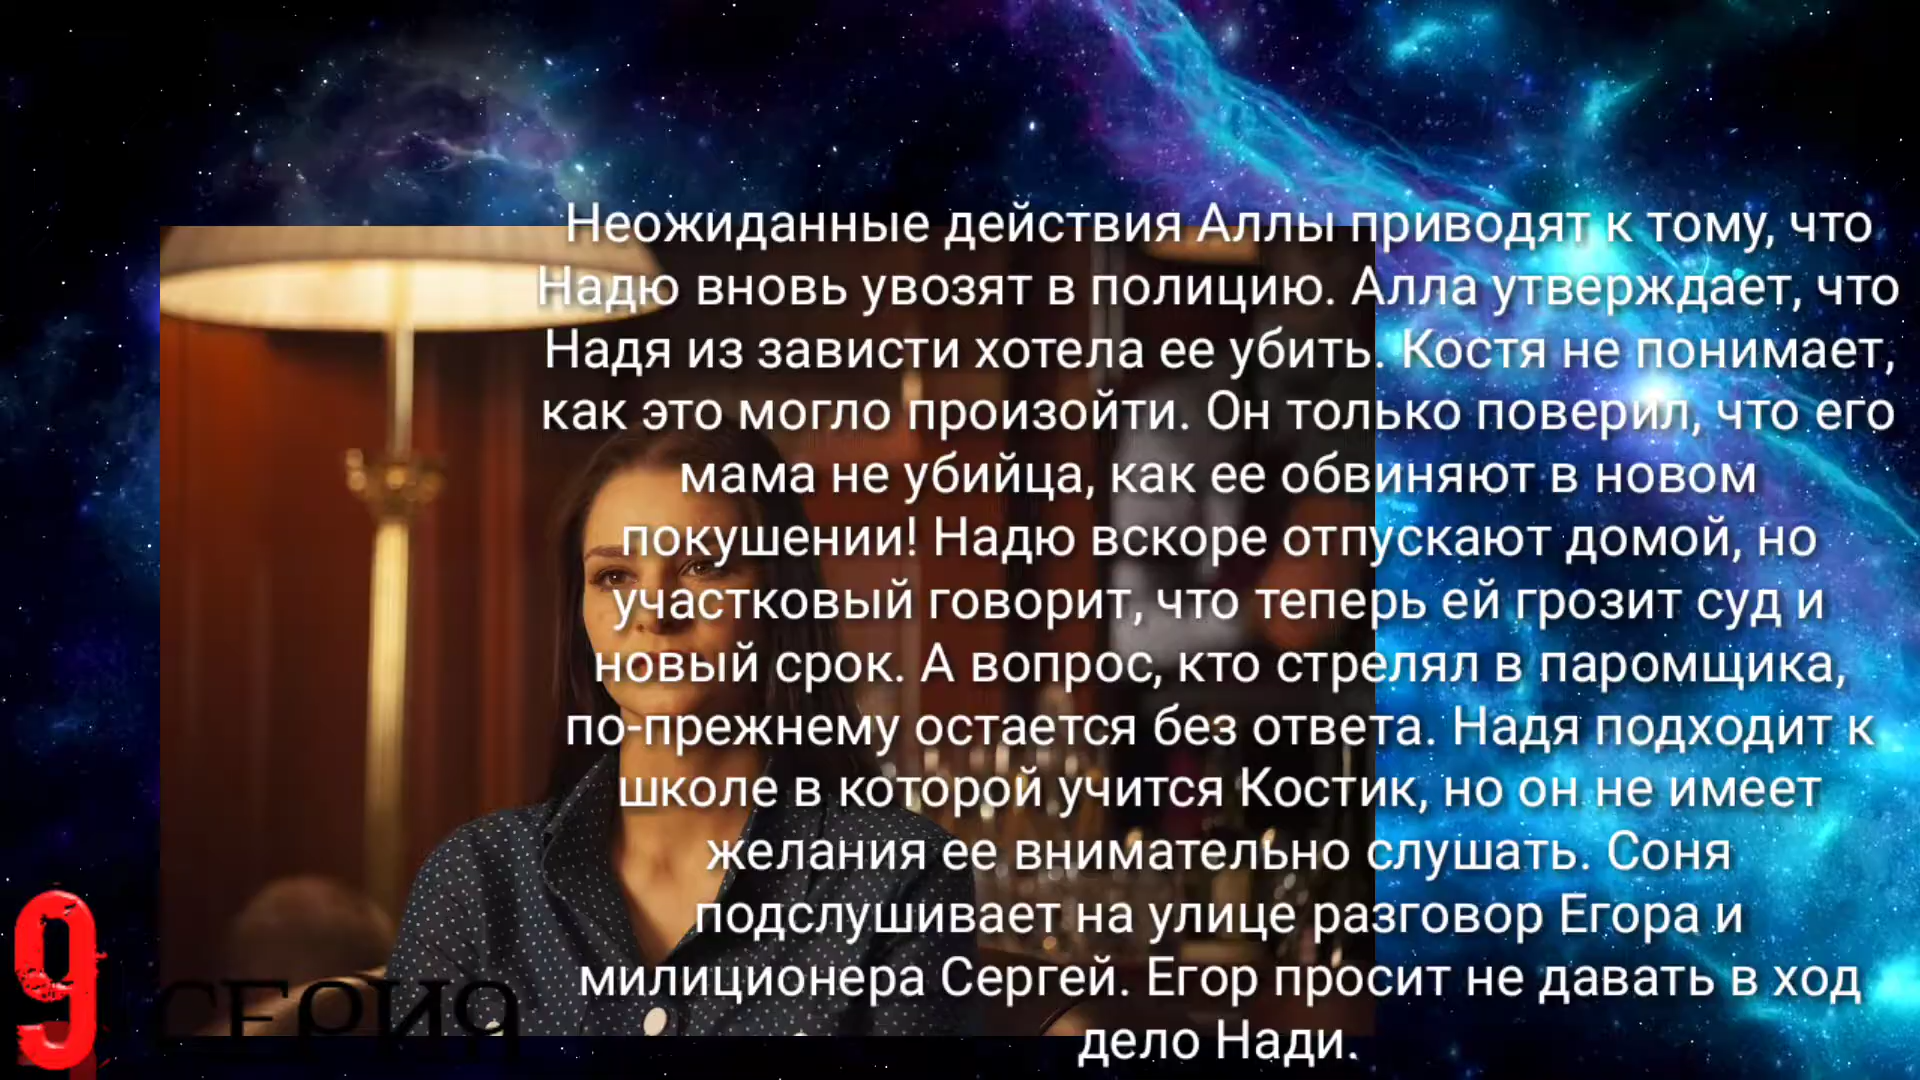 Неожиданные действия Аллы приводят к тому, что
Надю вновь увозят в полицию. Алла утверждает, что
Надя из зависти хотела ее убить. Костя не понимает,
как это могло произойти. Он только поверил, что его
мама не убийца, как ее обвиняют в новом
покушении! Надю вскоре отпускают домой, но
участковый говорит, что теперь ей грозит суд и
новый срок. А вопрос, кто стрелял в паромщика,
по-прежнему остается без ответа. Надя подходит к
школе в которой учится Костик, но он не имеет
желания ее внимательно слушать. Соня
подслушивает на улице разговор Егора и
милиционера Сергей. Егор просит не давать в ход
дело Нади.
9 СЕРИЯ